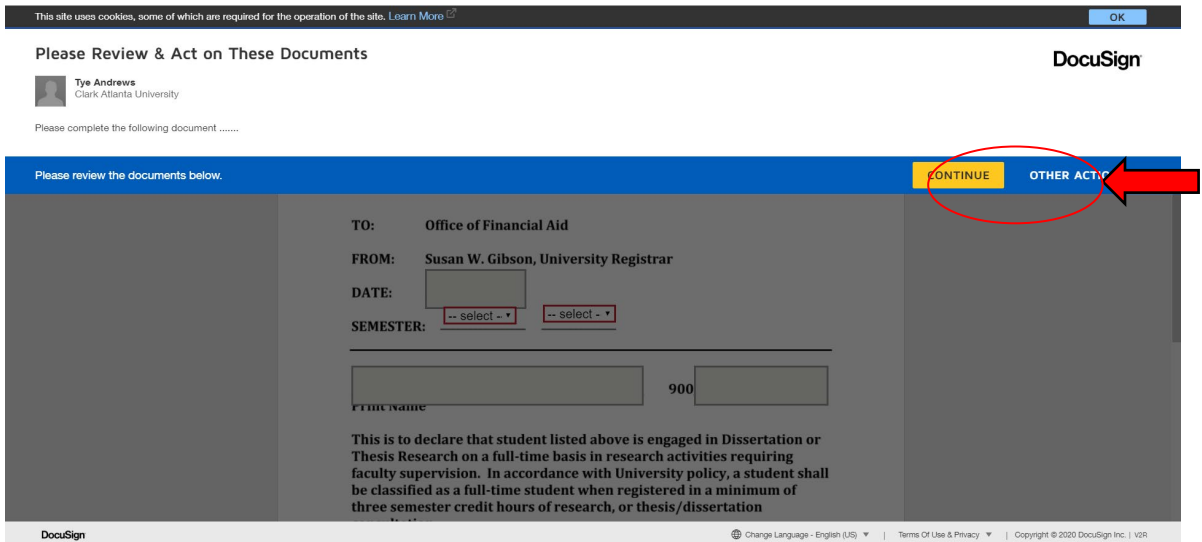 This site uses cookies, some of which are required for the operation of the site. Learn More
OK
Please Review & Act on These Documents
DocuSign
Tye Andrews
Clark Atlanta University
Please complete the following document .......
Please review the documents below.
CONTINUE
OTHER
TO: Office of Financial Aid
FROM: Susan W. Gibson, University Registrar
DATE:
SEMESTER: -- select -- -- select -
900
Print Name
This is to declare that student listed above is engaged in Dissertation or
Thesis Research on a full-time basis in research activities requiring
faculty supervision. In accordance with University policy, a student shall
be classified as a full-time student when registered in a minimum of
three semester credit hours of research, or thesis/dissertation
DocuSign
Change Language - English (US) | Terms Of Use & Privacy | Copyright © 2020 DocuSign Inc. | V2R